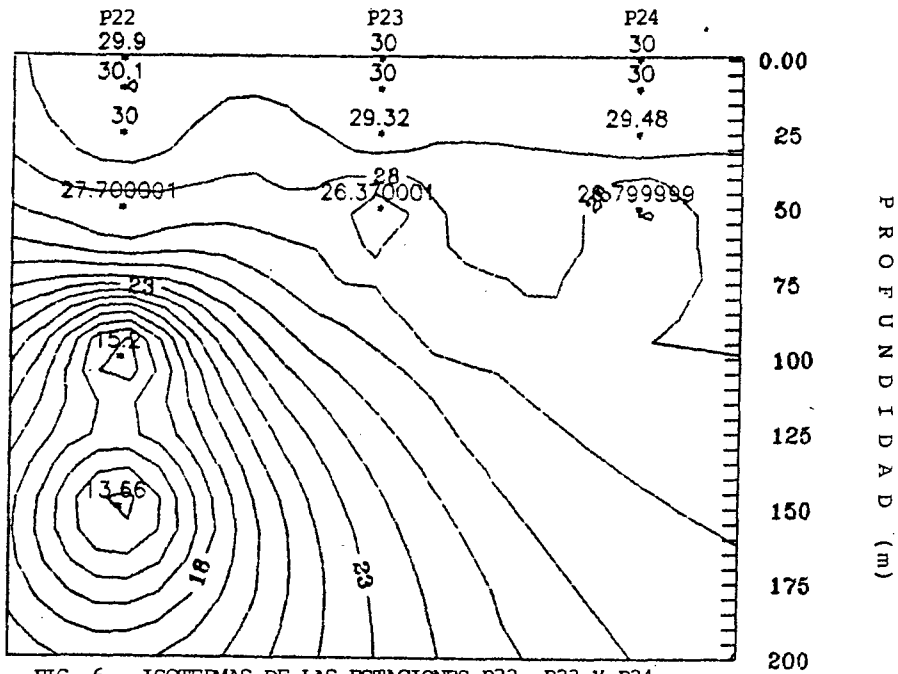 P22 P23 P24
29.9 30 30
0.00
30.1 30 30
30 29.32 29.48
25
28
27.700001 26.370001
50
23
75
15.2
100
125
13.66
150
18 23
175
200
PROFUNDIDAD (m)
FIG. 6 ISOTERMAS DE LAS ESTACIONES P22, P23 Y P24